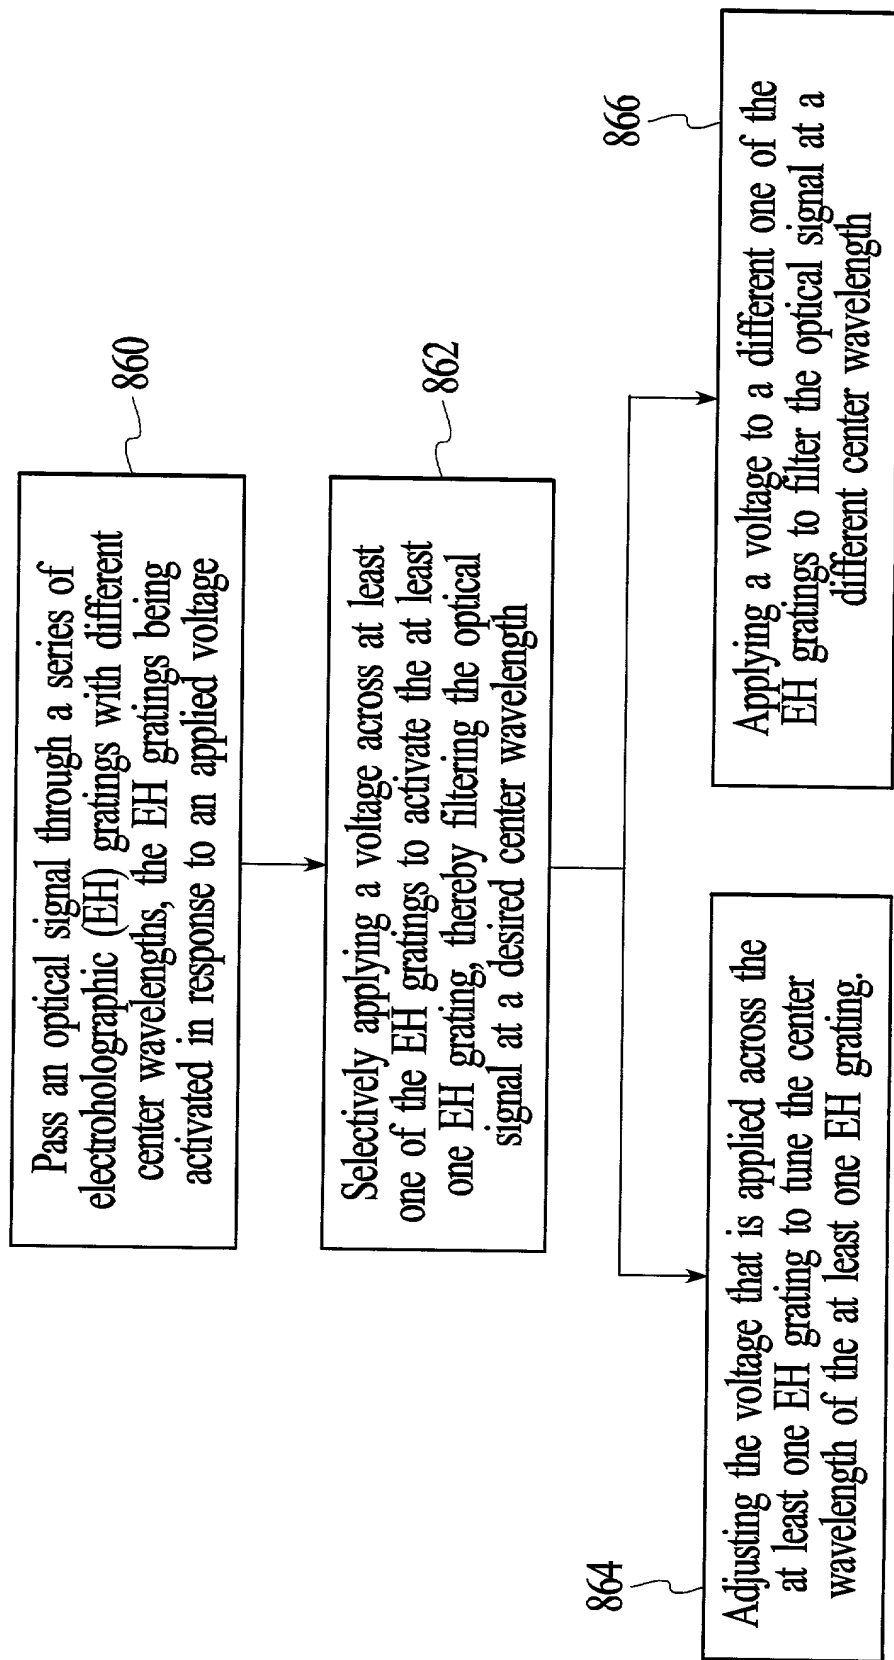 Pass an optical signal through a series of
electroholographic (EH) gratings with different
center wavelengths, the EH gratings being
activated in response to an applied voltage
860
Selectively applying a voltage across at least
one of the EH gratings to activate the at least
one EH grating, thereby filtering the optical
signal at a desired center wavelength
862
864
Adjusting the voltage that is applied across the
at least one EH grating to tune the center
wavelength of the at least one EH grating.
866
Applying a voltage to a different one of the
EH gratings to filter the optical signal at a
different center wavelength